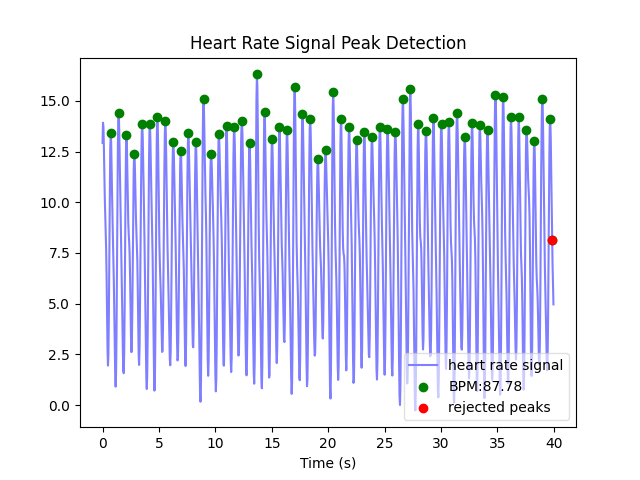 Heart Rate Signal Peak Detection
15.0
12.5
10.0
7.5
5.0
2.5
0.0
heart rate signal
BPM:87.78
rejected peaks
0 5 10 15 20 25 30 35 40
Time (s)